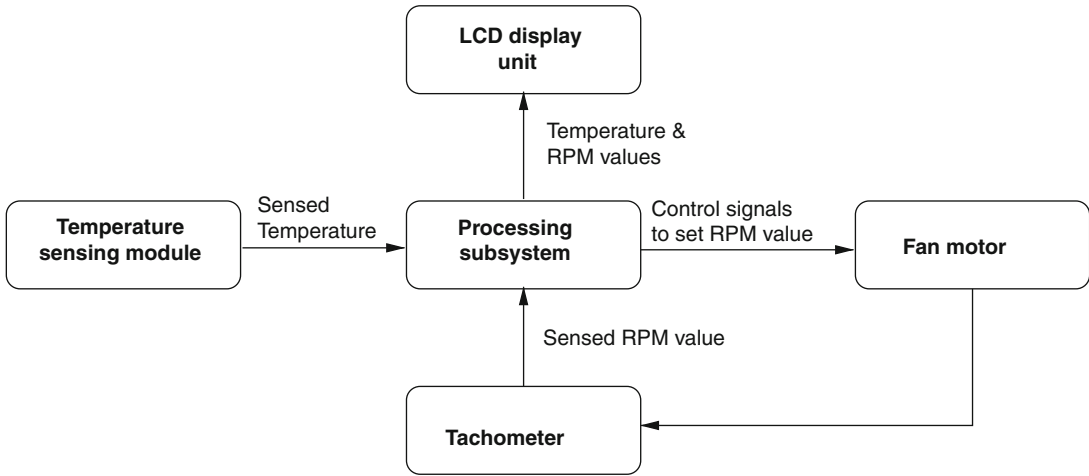 LCD display
unit
Temperature &
RPM values
Temperature
sensing module
Sensed
Temperature
Processing
subsystem
Control signals
to set RPM value
Fan motor
Sensed RPM value
Tachometer